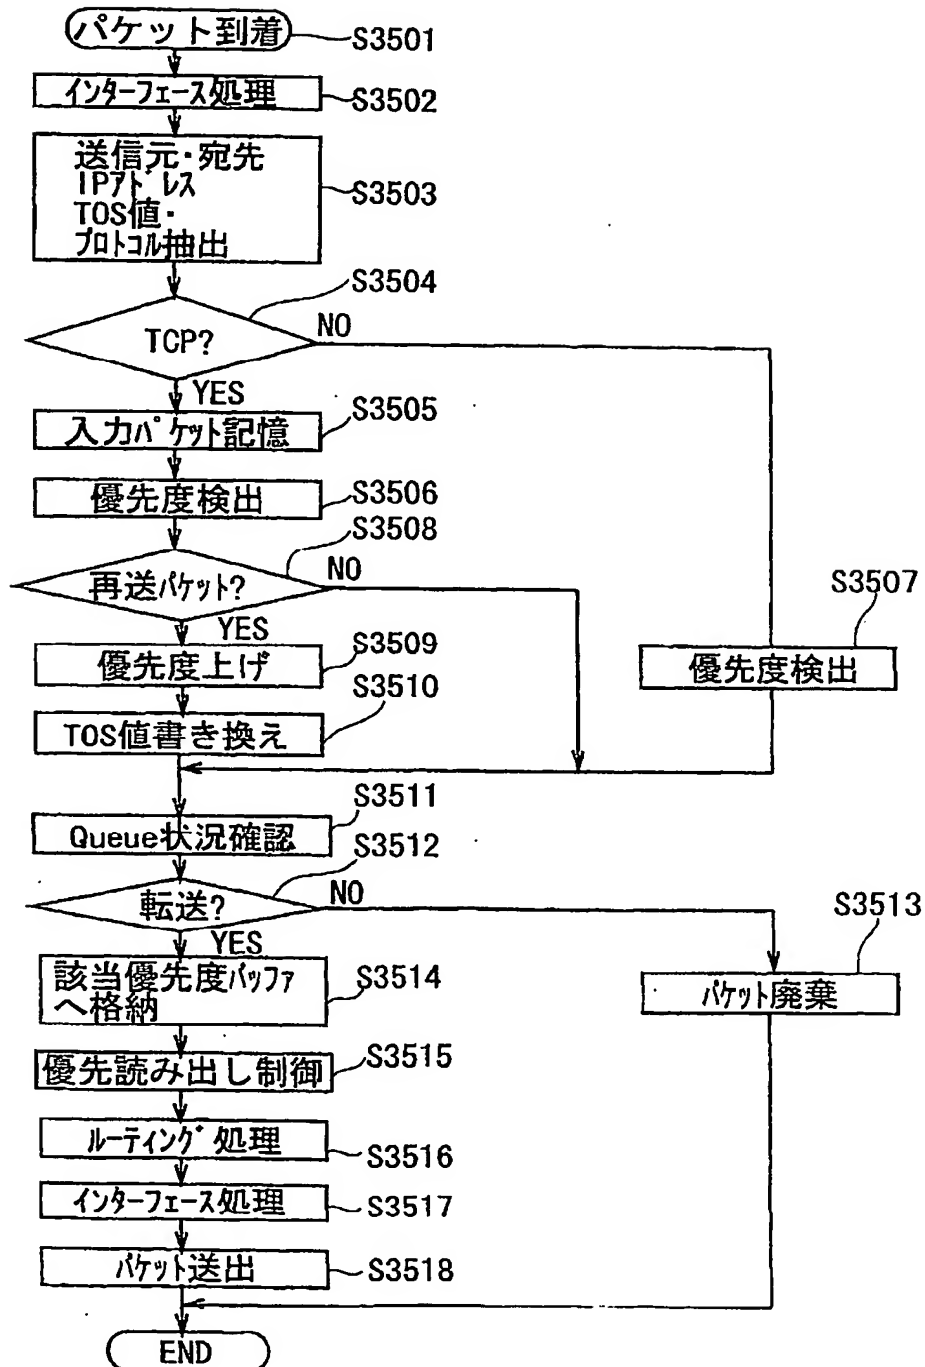 パケット到着
S3501
インターフェース処理
S3502
送信元・宛先
IPアドレス
TOS値・
プロトコル抽出
S3503
S3504
TCP?
NO
YES
S3505
入力パケット記憶
優先度検出
S3506
S3508
再送パケット?
NO
YES
S3507
優先度検出
優先度上げ
S3509
S3510
TOS値書き換え
S3511
Queue状況確認
S3512
転送?
NO
YES
S3513
パケット廃棄
該当優先度バッファ
へ格納
S3514
優先読み出し制御
S3515
ルーティング処理
S3516
インターフェース処理
S3517
パケット送出
S3518
END